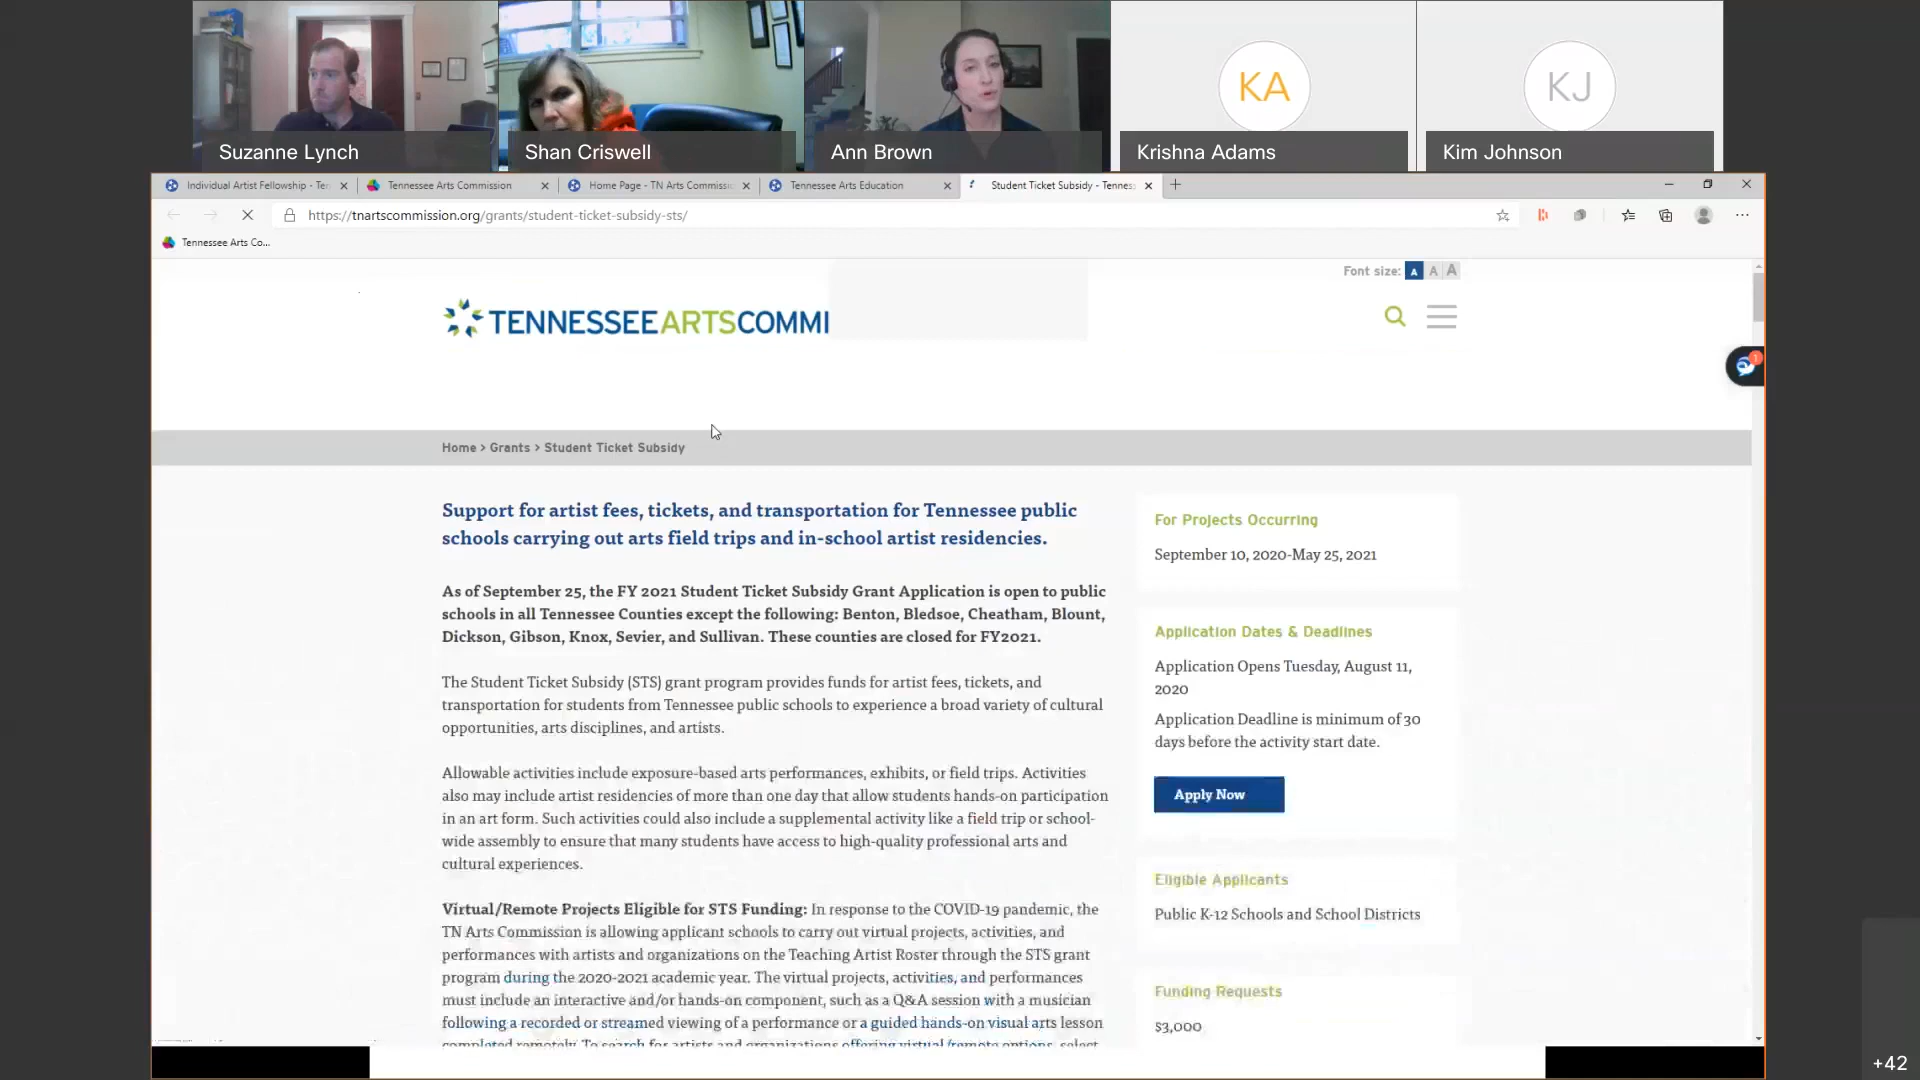 KA
KJ
Suzanne Lynch
Shan Criswell
Ann Brown
Krishna Adams
Kim Johnson
Individual Artist Fellowship - Ten
Tennessee Arts Commission
Home Page - TN Arts Commissio
Tennessee Arts Education
Student Ticket Subsidy - Tennes
https://tnartscommission.org/grants/student-ticket-subsidy-sts/
Tennessee Arts Co...
Font size: A A A
TENNESSEEARTSCOMMI
1
Home > Grants > Student Ticket Subsidy
Support for artist fees, tickets, and transportation for Tennessee public
schools carrying out arts field trips and in-school artist residencies.
As of September 25, the FY 2021 Student Ticket Subsidy Grant Application is open to public
schools in all Tennessee Counties except the following: Benton, Bledsoe, Cheatham, Blount,
Dickson, Gibson, Knox, Sevier, and Sullivan. These counties are closed for FY2021.
The Student Ticket Subsidy (STS) grant program provides funds for artist fees, tickets, and
transportation for students from Tennessee public schools to experience a broad variety of cultural
opportunities, arts disciplines, and artists.
Allowable activities include exposure-based arts performances, exhibits, or field trips. Activities
also may include artist residencies of more than one day that allow students hands-on participation
in an art form. Such activities could also include a supplemental activity like a field trip or school-
wide assembly to ensure that many students have access to high-quality professional arts and
cultural experiences.
Virtual/Remote Projects Eligible for STS Funding: In response to the COVID-19 pandemic, the
TN Arts Commission is allowing applicant schools to carry out virtual projects, activities, and
performances with artists and organizations on the Teaching Artist Roster through the STS grant
program during the 2020-2021 academic year. The virtual projects, activities, and performances
must include an interactive and/or hands-on component, such as a Q&A session with a musician
following a recorded or streamed viewing of a performance or a guided hands-on visual arts lesson
completed remotely. To search for artists and organizations offering virtual/remote options, select
For Projects Occurring
September 10, 2020-May 25, 2021
Application Dates & Deadlines
Application Opens Tuesday, August 11,
2020
Application Deadline is minimum of 30
days before the activity start date.
Apply Now
Eligible Applicants
Public K-12 Schools and School Districts
Funding Requests
$3,000
+42